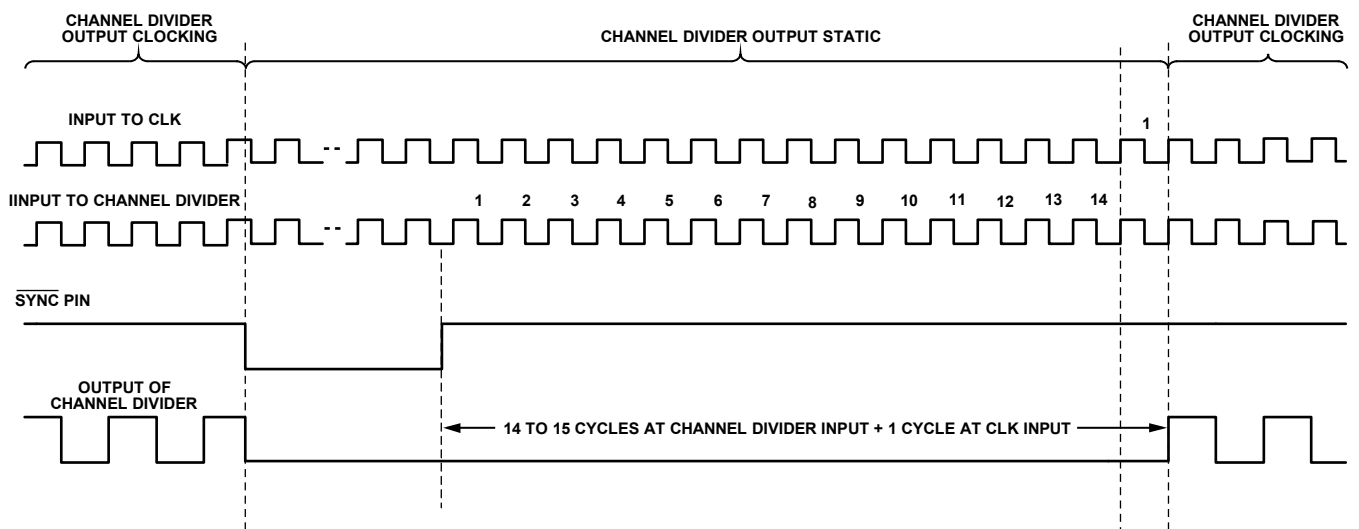 CHANNEL DIVIDER
OUTPUT CLOCKING
CHANNEL DIVIDER OUTPUT STATIC
CHANNEL DIVIDER
OUTPUT CLOCKING
INPUT TO CLK
1
IINPUT TO CHANNEL DIVIDER
1 2 3 4 5 6 7 8 9 10 11 12 13 14
SYNC PIN
OUTPUT OF
CHANNEL DIVIDER
14 TO 15 CYCLES AT CHANNEL DIVIDER INPUT + 1 CYCLE AT CLK INPUT